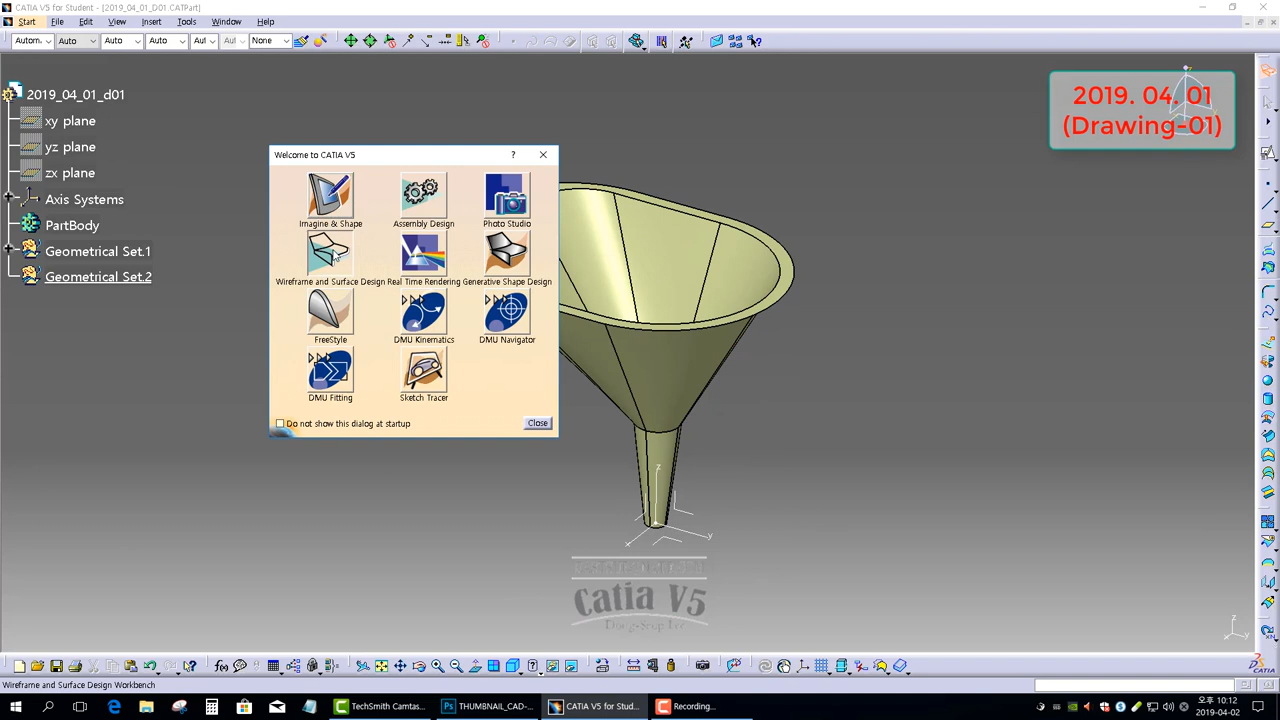 CATIA V5 for Student - [2019_04_01_D01.CATPart]
Start File Edit View Insert Tools Window Help
Autom. Auto Auto Auto Aut Aut None
2019_04_01_d01
xy plane
yz plane
zx plane
Axis Systems
PartBody
Geometrical Set.1
Geometrical Set.2
2019. 04. 01
(Drawing-01)
Welcome to CATIA V5
Imagine & Shape Assembly Design Photo Studio
Wireframe and Surface Design Real Time Rendering Generative Shape Design
FreeStyle DMU Kinematics DMU Navigator
DMU Fitting Sketch Tracer
Do not show this dialog at startup Close
z
x y
Catia V5
Dong-Seop Lee
z
y
f(x)
CATIA
Wireframe and Surface Design Workbench
TechSmith Camtas... THUMBNAIL_CAD-... CATIA V5 for Stud... Recording...
오후 10:12
2019-04-02